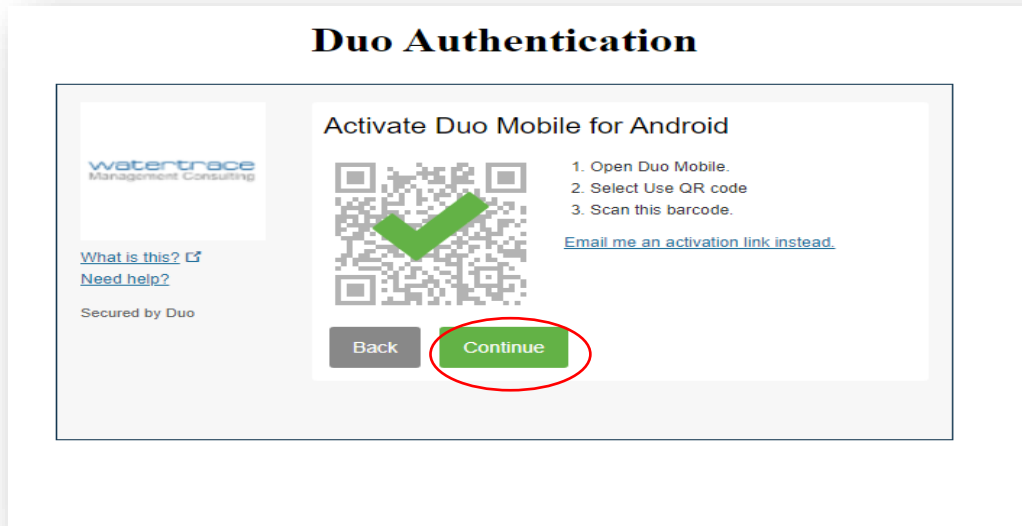 Duo Authentication
watertrace
Management Consulting
What is this?
Need help?
Secured by Duo
Activate Duo Mobile for Android
1. Open Duo Mobile.
2. Select Use QR code
3. Scan this barcode.
Email me an activation link instead.
Back
Continue